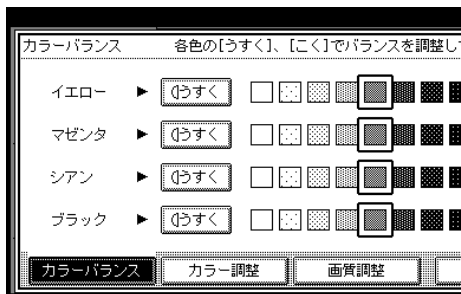 カラーバランス 各色の[うすく]、[こく]でバランスを調整し
イエロー ▶ うすく
マゼンタ ▶ うすく
シアン ▶ うすく
ブラック ▶ うすく
カラーバランス カラー調整 画質調整